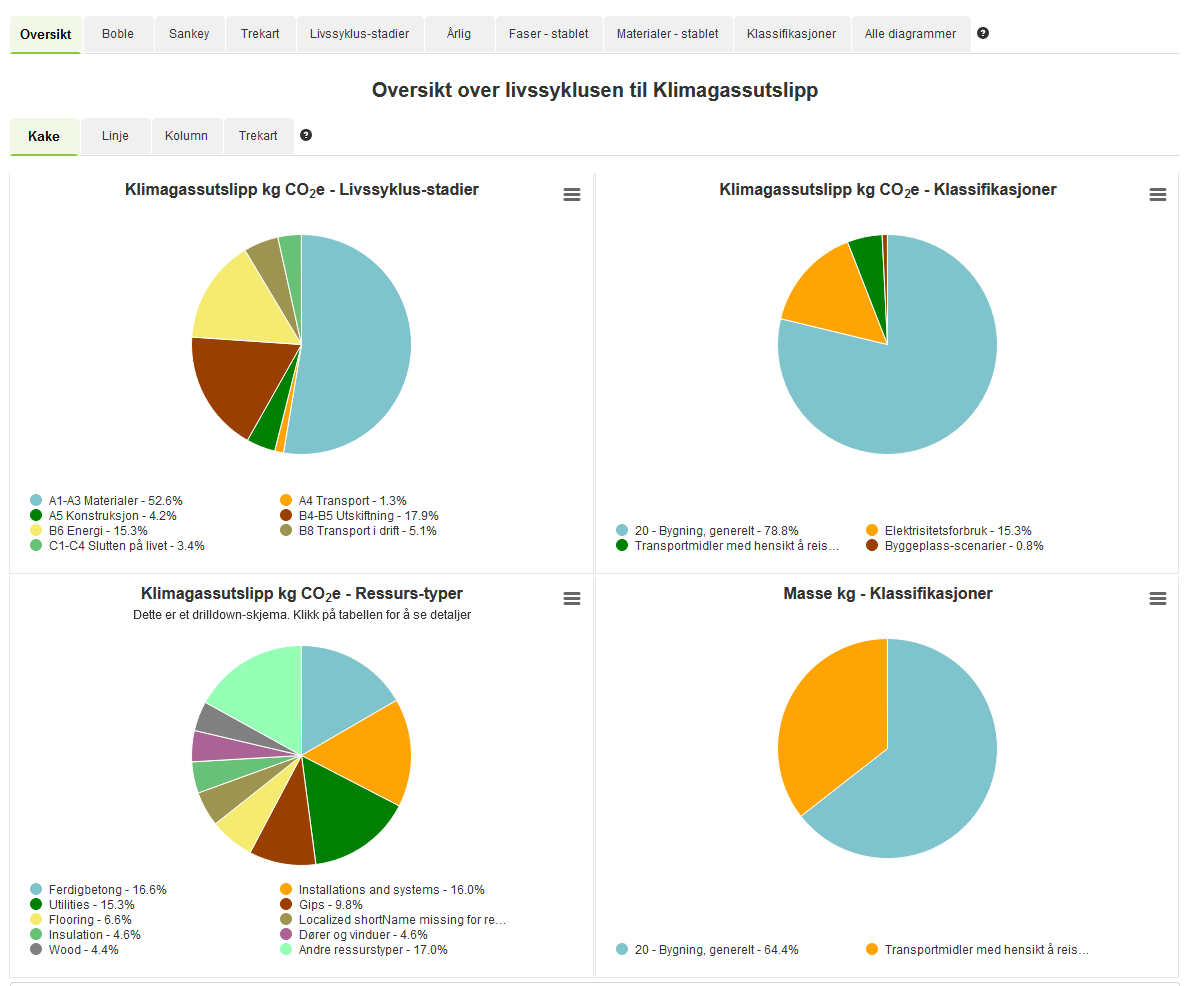 Oversikt Boble Sankey Trekart Livssyklus-stadier Årlig Faser - stablet Materialer - stablet Klassifikasjoner Alle diagrammer ?
Oversikt over livssyklusen til Klimagassutslipp
Kake Linje Kolumn Trekart ?
Klimagassutslipp kg CO2e - Livssyklus-stadier
A1-A3 Materialer - 52.6% A4 Transport - 1.3%
A5 Konstruksjon - 4.2% B4-B5 Utskiftning - 17.9%
B6 Energi - 15.3% B8 Transport i drift - 5.1%
C1-C4 Slutten på livet - 3.4%
Klimagassutslipp kg CO2e - Klassifikasjoner
20 - Bygning, generelt - 78.8% Elektrisitetsforbruk - 15.3%
Transportmidler med hensikt å reis… Byggeplass-scenarier - 0.8%
Klimagassutslipp kg CO2e - Ressurs-typer
Dette er et drilldown-skjema. Klikk på tabellen for å se detaljer
Ferdigbetong - 16.6% Installations and systems - 16.0%
Utilities - 15.3% Gips - 9.8%
Flooring - 6.6% Localized shortName missing for re…
Insulation - 4.6% Dører og vinduer - 4.6%
Wood - 4.4% Andre ressurstyper - 17.0%
Masse kg - Klassifikasjoner
20 - Bygning, generelt - 64.4% Transportmidler med hensikt å reis…